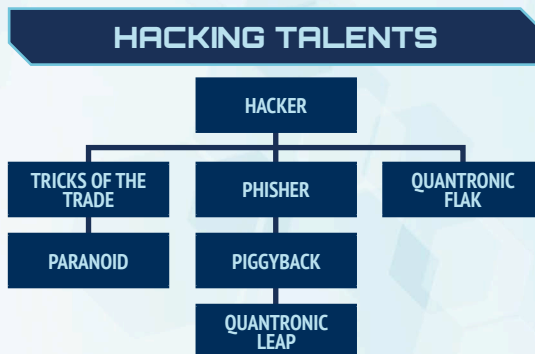 HACKING TALENTS
HACKER
TRICKS OF THE
TRADE
PHISHER
QUANTRONIC
FLAK
PARANOID
PIGGYBACK
QUANTRONIC
LEAP